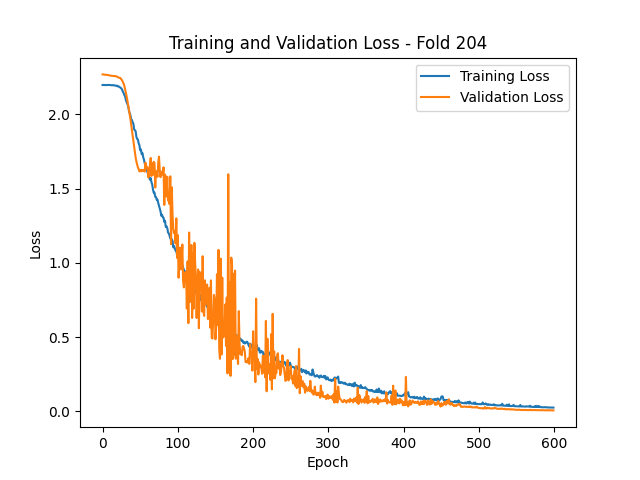 Training and Validation Loss - Fold 204
Training Loss
Validation Loss
Loss
2.0
1.5
1.0
0.5
0.0
0 100 200 300 400 500 600
Epoch